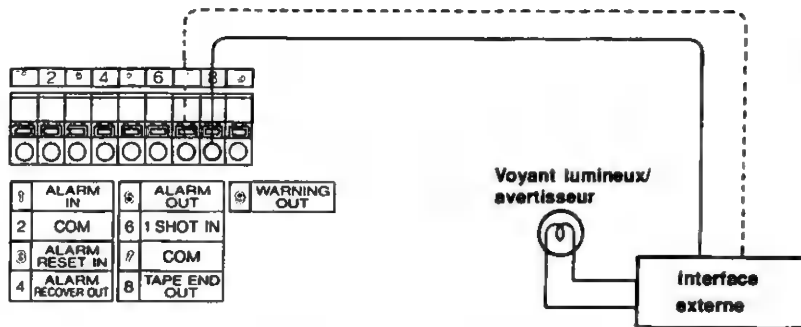 2 4 6 8
Voyant lumineux/
avertisseur
ALARM IN
ALARM OUT
WARNING OUT
2 COM
6 1 SHOT IN
ALARM RESET IN
COM
4 ALARM RECOVER OUT
8 TAPE END OUT
Interface
externe